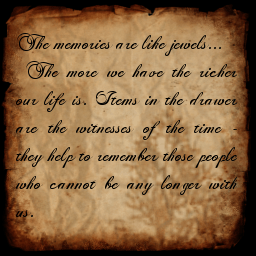 The memories are like jewels...
The more we have the richer
our life is. Items in the drawer
are the witnesses of the time -
they help to remember those people
who cannot be any longer with
us.